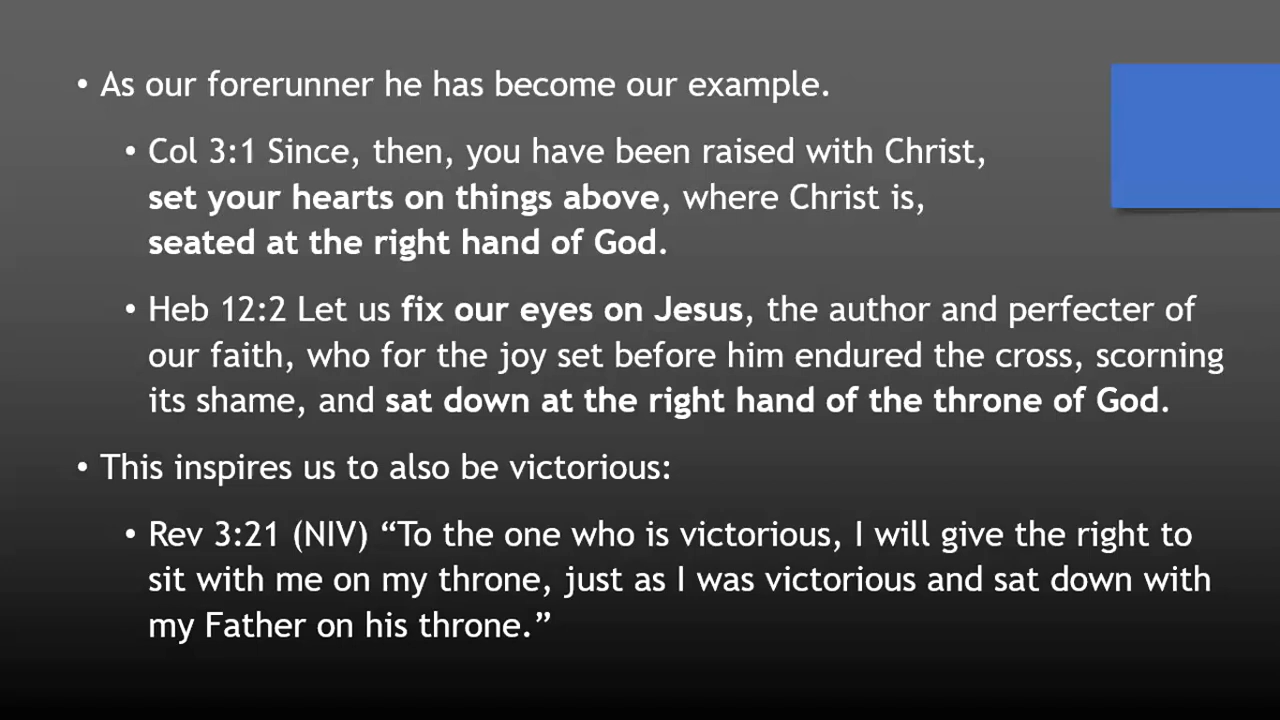 • As our forerunner he has become our example.
• Col 3:1 Since, then, you have been raised with Christ,
set your hearts on things above, where Christ is,
seated at the right hand of God.
• Heb 12:2 Let us fix our eyes on Jesus, the author and perfecter of
our faith, who for the joy set before him endured the cross, scorning
its shame, and sat down at the right hand of the throne of God.
• This inspires us to also be victorious:
• Rev 3:21 (NIV) “To the one who is victorious, I will give the right to
sit with me on my throne, just as I was victorious and sat down with
my Father on his throne.”